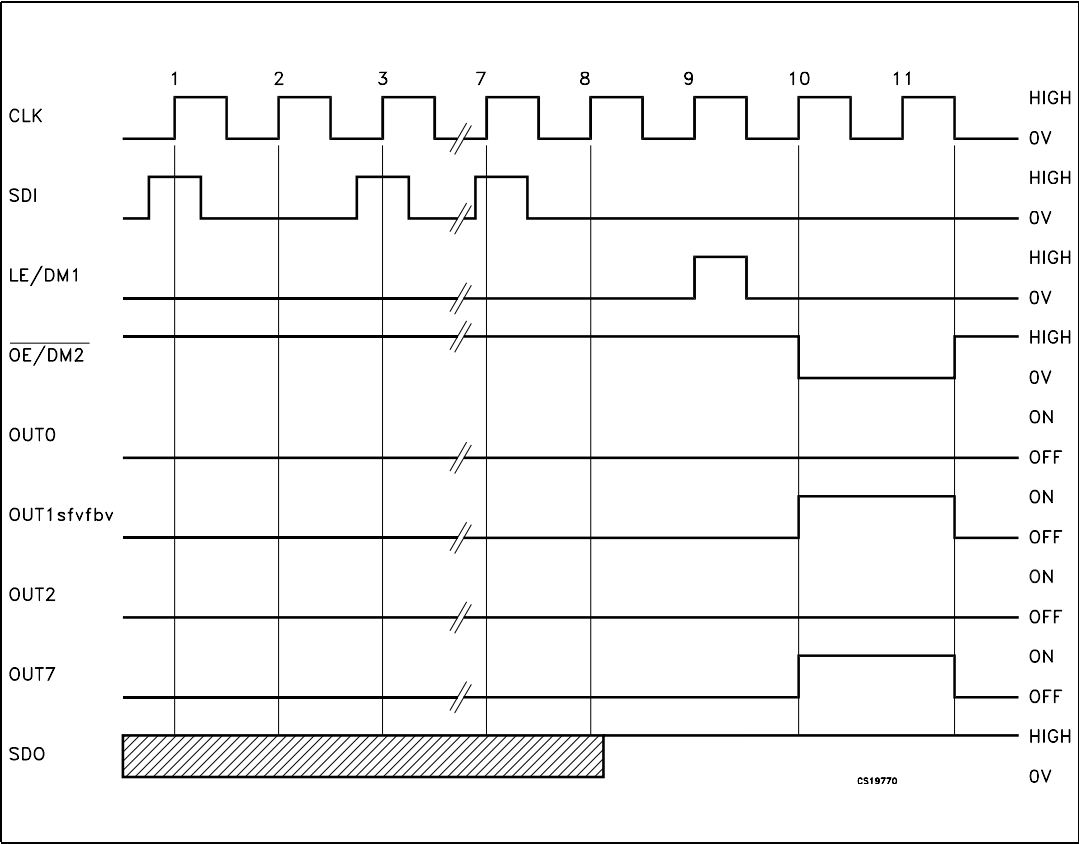 1 2 3 7 8 9 10 11
CLK HIGH
0V
SDI HIGH
0V
LE/DM1 HIGH
0V
OE/DM2 HIGH
0V
OUT0 ON
OFF
OUT1sfvfbv ON
OFF
OUT2 ON
OFF
OUT7 ON
OFF
SDO HIGH
0V
CS19770